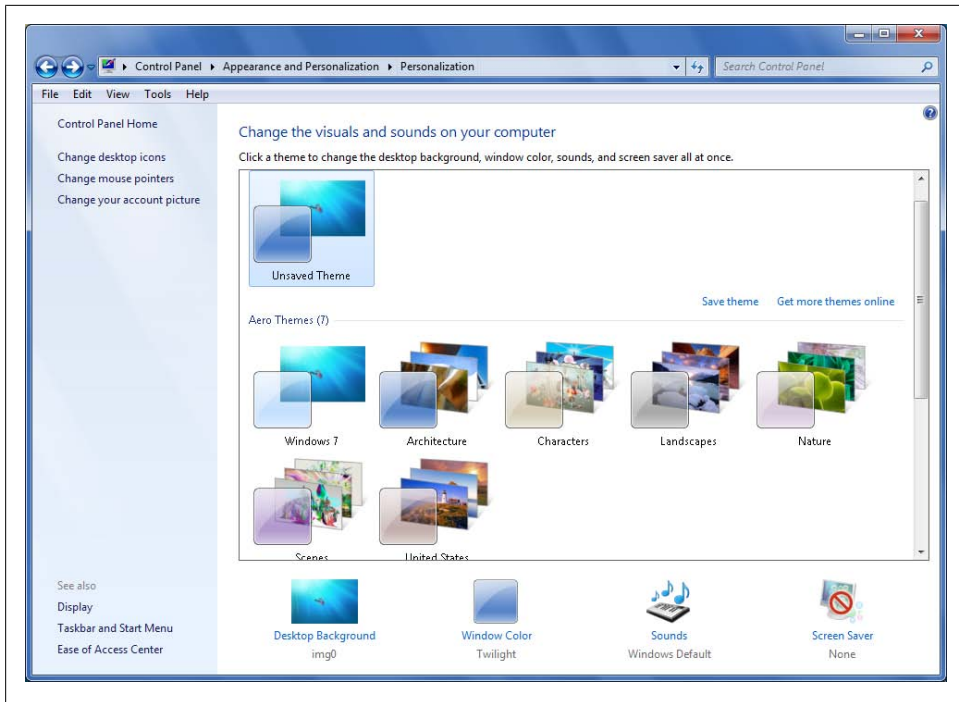 Control Panel ▸ Appearance and Personalization ▸ Personalization
Search Control Panel
File Edit View Tools Help
Control Panel Home
Change desktop icons
Change mouse pointers
Change your account picture
Change the visuals and sounds on your computer
Click a theme to change the desktop background, window color, sounds, and screen saver all at once.
Unsaved Theme
Save theme Get more themes online
Aero Themes (7)
Windows 7 Architecture Characters Landscapes Nature
Scenes United States
See also
Display
Taskbar and Start Menu
Ease of Access Center
Desktop Background Window Color Sounds Screen Saver
img0 Twilight Windows Default None